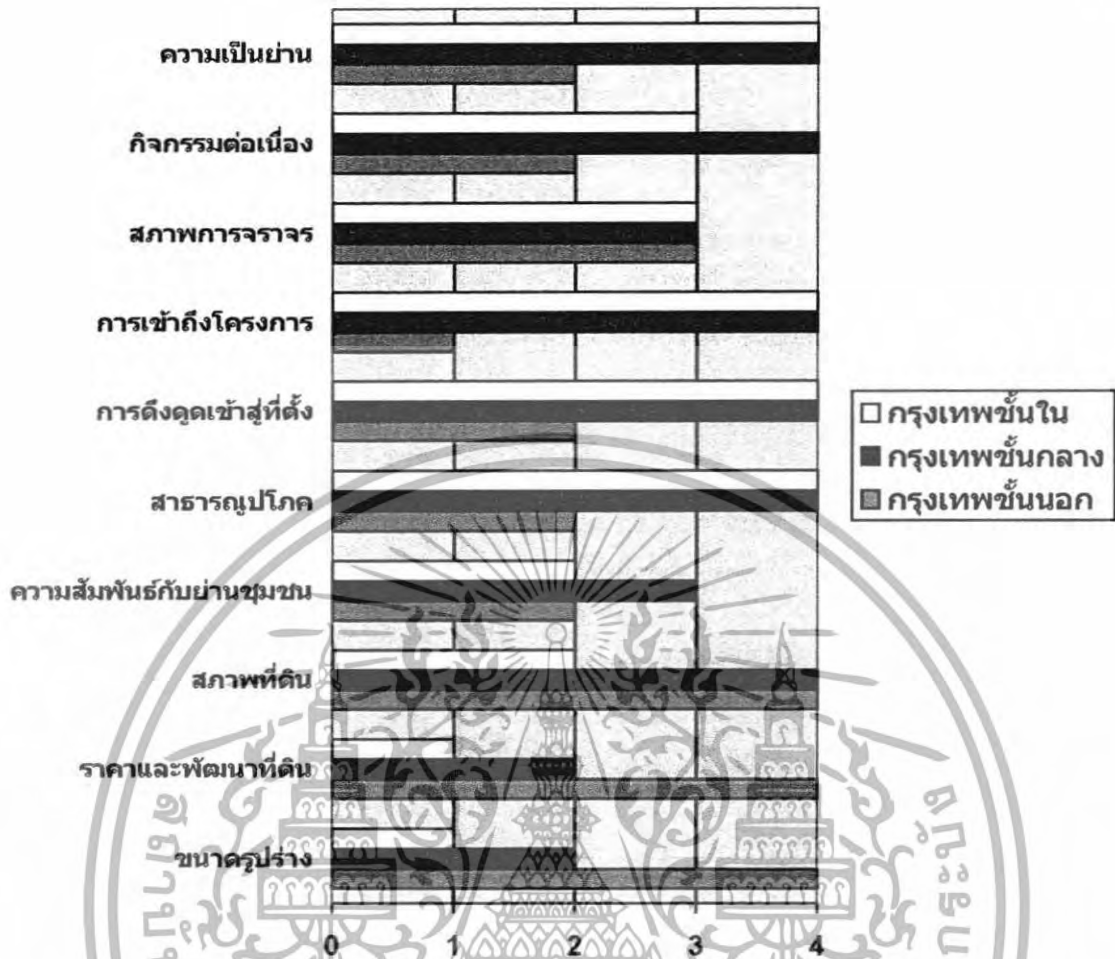 ความเป็นย่าน
กิจกรรมต่อเนื่อง
สภาพการจราจร
การเข้าถึงโครงการ
การดึงดูดเข้าสู่ที่ตั้ง
สาธารณูปโภค
ความสัมพันธ์กับย่านชุมชน
สภาพที่ดิน
ราคาและพัฒนาที่ดิน
ขนาดรูปร่าง
0 1 2 3 4
กรุงเทพชั้นใน
กรุงเทพชั้นกลาง
กรุงเทพชั้นนอก